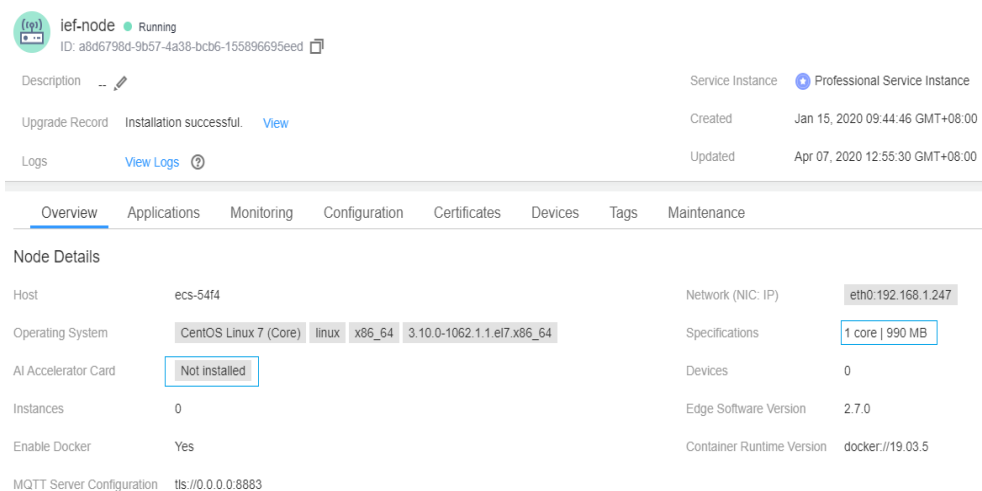 ief-node Running
ID: a8d6798d-9b57-4a38-bcb6-155896695eed
Description -- Service Instance Professional Service Instance
Upgrade Record Installation successful. View Created Jan 15, 2020 09:44:46 GMT+08:00
Logs View Logs Updated Apr 07, 2020 12:55:30 GMT+08:00
Overview Applications Monitoring Configuration Certificates Devices Tags Maintenance
Node Details
Host ecs-54f4 Network (NIC: IP) eth0:192.168.1.247
Operating System CentOS Linux 7 (Core) linux x86_64 3.10.0-1062.1.1.el7.x86_64 Specifications 1 core | 990 MB
AI Accelerator Card Not installed Devices 0
Instances 0 Edge Software Version 2.7.0
Enable Docker Yes Container Runtime Version docker://19.03.5
MQTT Server Configuration tls://0.0.0.0:8883